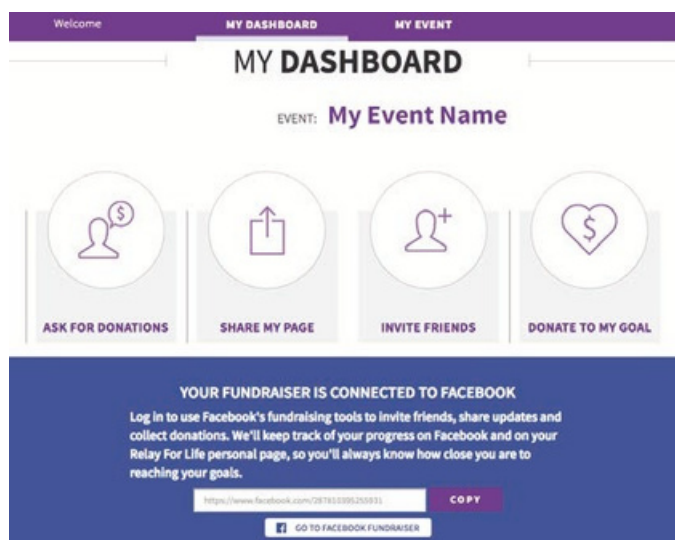 Welcome MY DASHBOARD MY EVENT
MY DASHBOARD
EVENT: My Event Name
ASK FOR DONATIONS SHARE MY PAGE INVITE FRIENDS DONATE TO MY GOAL
YOUR FUNDRAISER IS CONNECTED TO FACEBOOK
Log in to use Facebook's fundraising tools to invite friends, share updates and
collect donations. We'll keep track of your progress on Facebook and on your
Relay For Life personal page, so you'll always know how close you are to
reaching your goals.
COPY
GO TO FACEBOOK FUNDRAISER